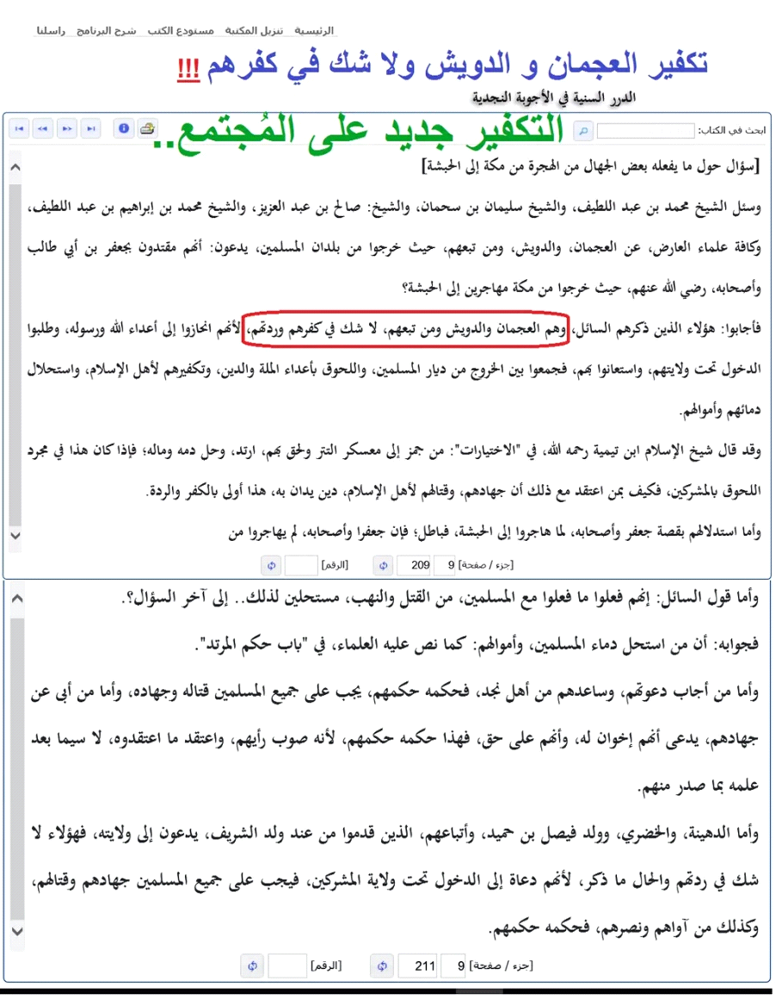 الرئيسية   تنزيل المكتبة   مستودع الكتب   شرح البرنامج   راسلنا
تكفير العجمان و الدويش ولا شك في كفرهم !!!
الدرر السنية في الأجوبة النجدية
ابحث في الكتاب:
التكفير جديد على المُجتمع..
[سؤال حول ما يفعله بعض الجهال من الهجرة من مكة إلى الحبشة]
وسئل الشيخ محمد بن عبد اللطيف، والشيخ سليمان بن سحمان، والشيخ: صالح بن عبد العزيز، والشيخ محمد بن إبراهيم بن عبد اللطيف،
وكافة علماء العارض، عن العجمان، والدويش، ومن تبعهم، حيث خرجوا من بلدان المسلمين، يدعون: أنهم مقتدون بجعفر بن أبي طالب
وأصحابه، رضي الله عنهم، حيث خرجوا من مكة مهاجرين إلى الحبشة؟
فأجابوا: هؤلاء الذين ذكرهم السائل، وهم العجمان والدويش ومن تبعهم، لا شك في كفرهم وردتهم، لأنهم انحازوا إلى أعداء الله ورسوله، وطلبوا
الدخول تحت ولايتهم، واستعانوا بهم، فجمعوا بين الخروج من ديار المسلمين، واللحوق بأعداء الملة والدين، وتكفيرهم لأهل الإسلام، واستحلال
دمائهم وأموالهم.
وقد قال شيخ الإسلام ابن تيمية رحمه الله، في "الاختيارات": من جمز إلى معسكر التتر ولحق بهم، ارتد، وحل دمه وماله؛ فإذا كان هذا في مجرد
اللحوق بالمشركين، فكيف بمن اعتقد مع ذلك أن جهادهم، وقتالهم لأهل الإسلام، دين يدان به، هذا أولى بالكفر والردة.
وأما استدلالهم بقصة جعفر وأصحابه، لما هاجروا إلى الحبشة، فباطل؛ فإن جعفرا وأصحابه، لم يهاجروا من
[جزء / صفحة] 9 209 [الرقم]
وأما قول السائل: إنهم فعلوا ما فعلوا مع المسلمين، من القتل والنهب، مستحلين لذلك.. إلى آخر السؤال؟.
فجوابه: أن من استحل دماء المسلمين، وأموالهم: كما نص عليه العلماء، في "باب حكم المرتد".
وأما من أجاب دعوتهم، وساعدهم من أهل نجد، فحكمه حكمهم، يجب على جميع المسلمين قتاله وجهاده، وأما من أبى عن
جهادهم، يدعى أنهم إخوان له، وأنهم على حق، فهذا حكمه حكمهم، لأنه صوب رأيهم، واعتقد ما اعتقدوه، لا سيما بعد
علمه بما صدر منهم.
وأما الدهينة، والخضري، وولد فيصل بن حميد، وأتباعهم، الذين قدموا من عند ولد الشريف، يدعون إلى ولايته، فهؤلاء لا
شك في ردتهم والحال ما ذكر، لأنهم دعاة إلى الدخول تحت ولاية المشركين، فيجب على جميع المسلمين جهادهم وقتالهم،
وكذلك من آواهم ونصرهم، فحكمه حكمهم.
[جزء / صفحة] 9 211 [الرقم]